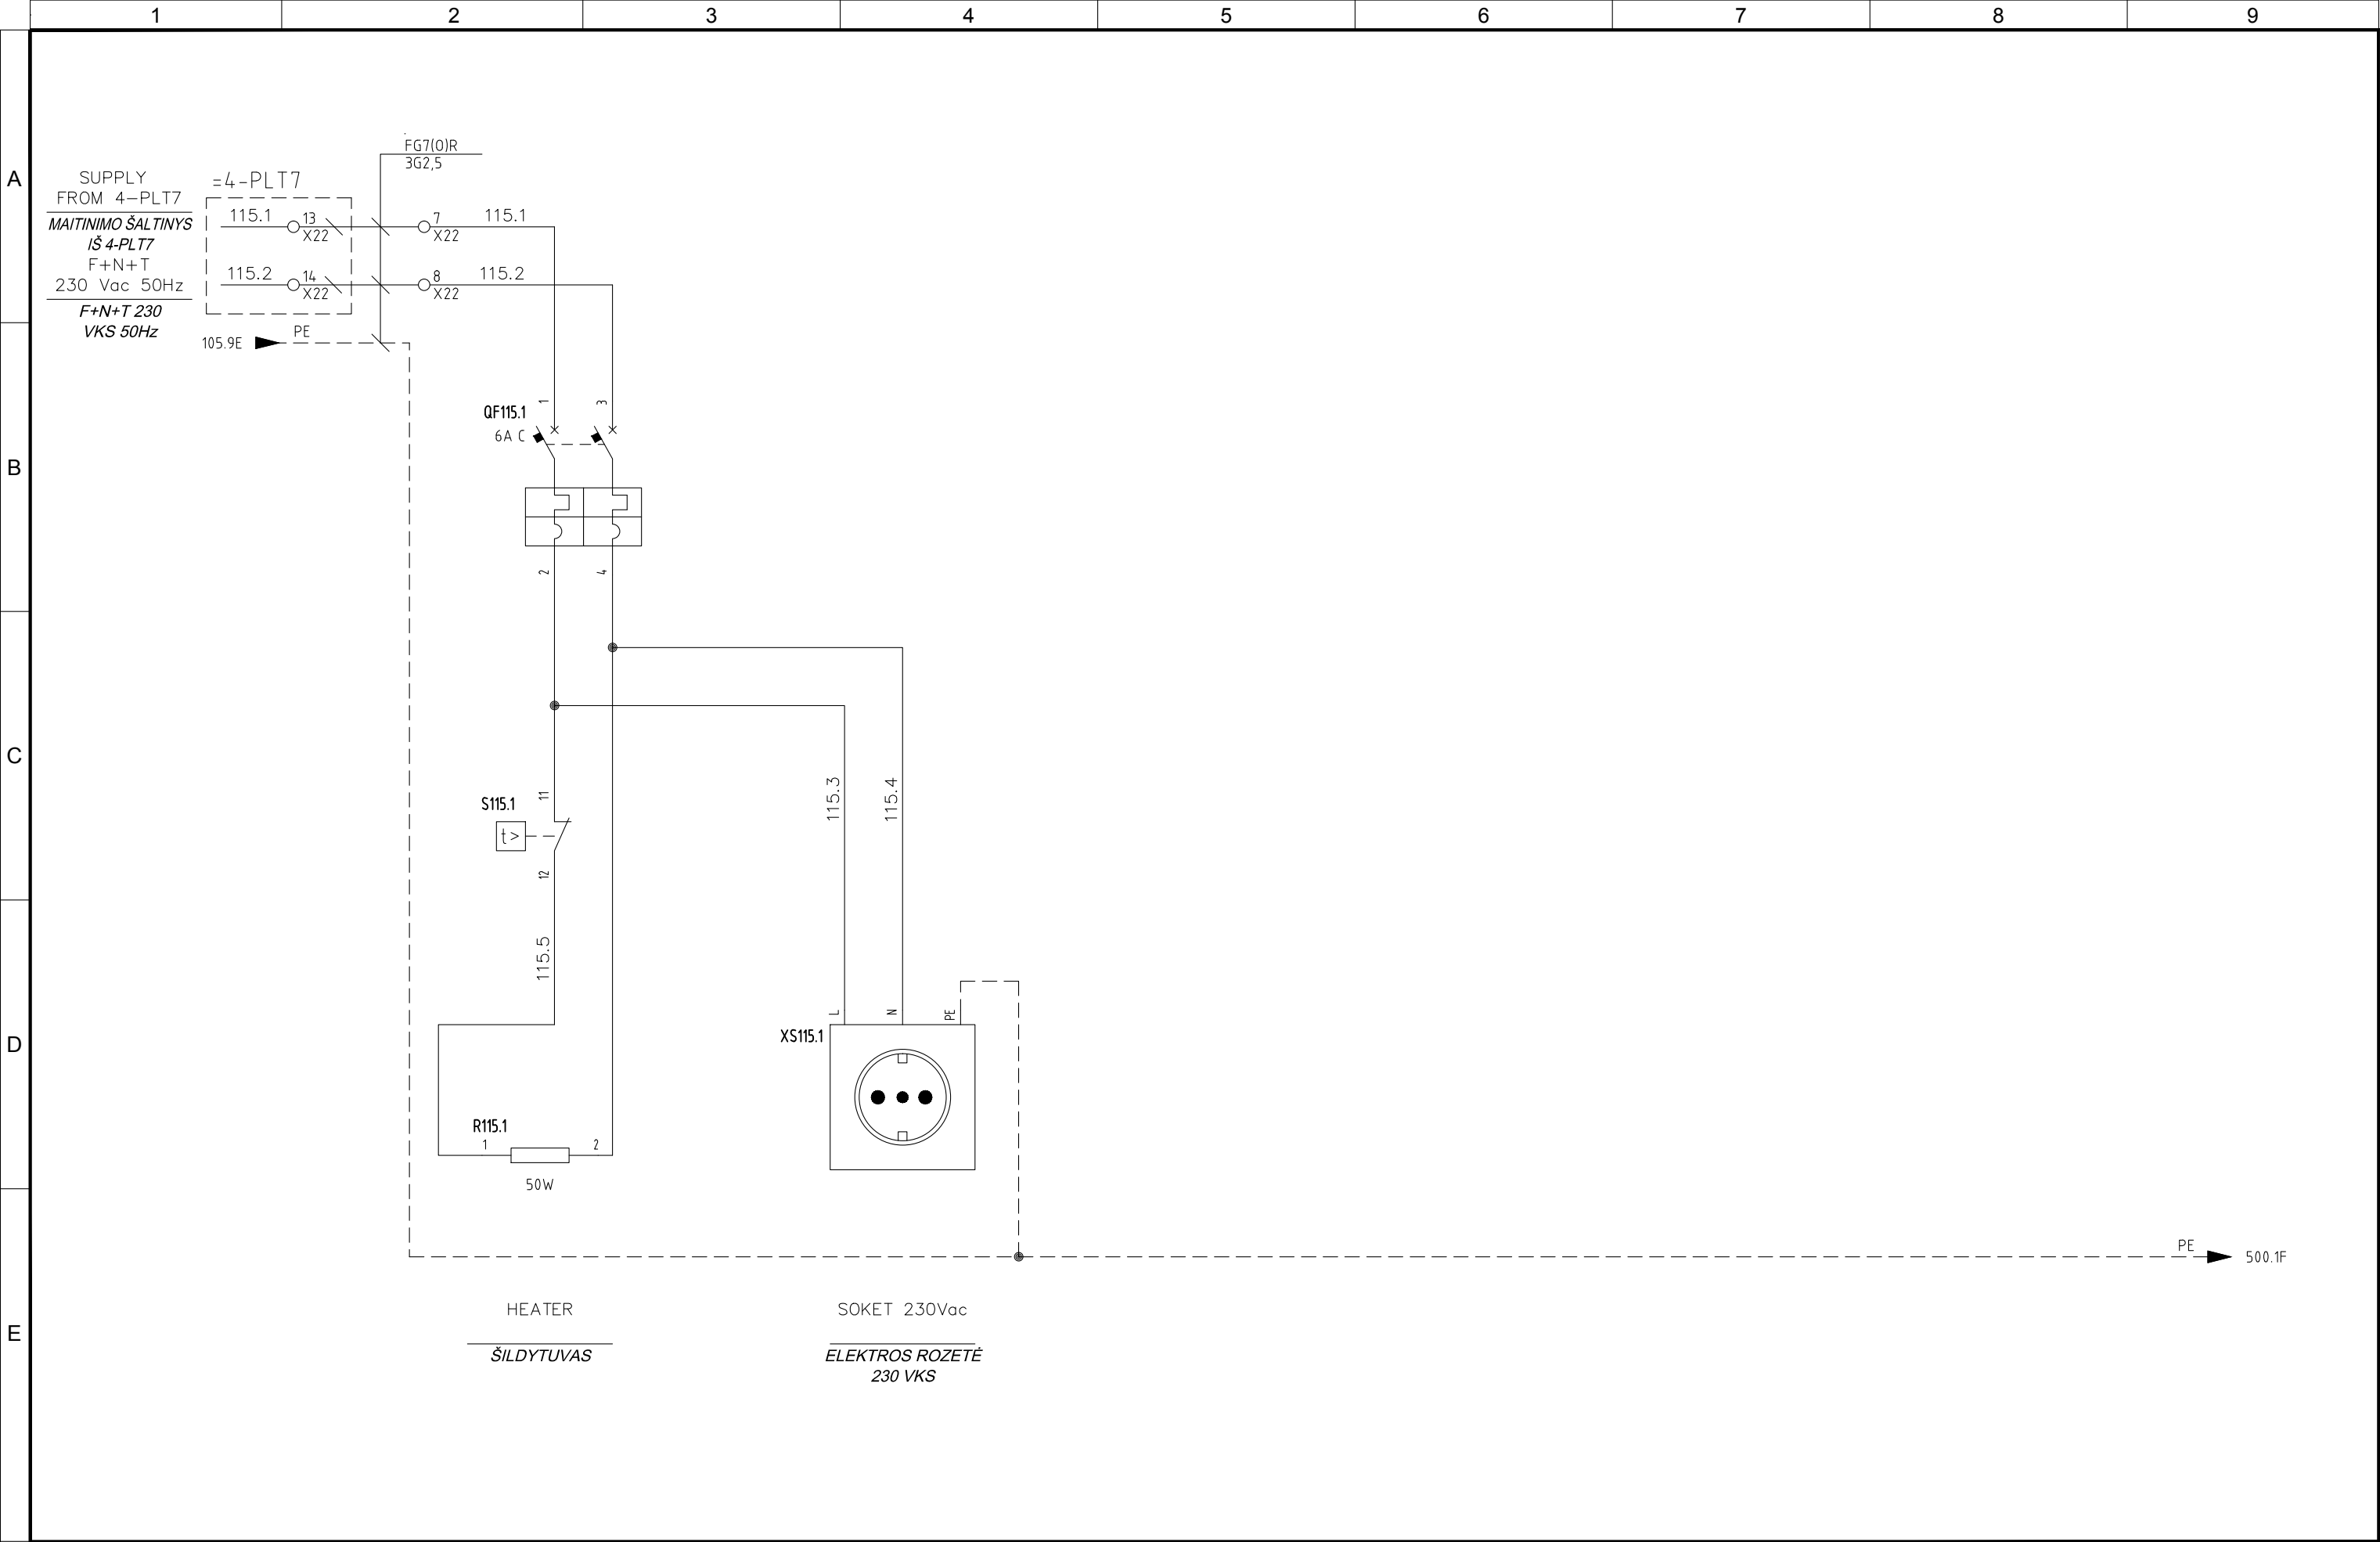 1 2 3 4 5 6 7 8 9
A
B
C
D
E
FG7(O)R
3G2,5
SUPPLY
FROM 4-PLT7
MAITINIMO ŠALTINYS
IŠ 4-PLT7
F+N+T
230 Vac 50Hz
F+N+T 230
VKS 50Hz
=4-PLT7
115.1 13 7 115.1
X22 X22
115.2 14 8 115.2
X22 X22
105.9E PE
QF115.1 1 3
6A C
2 4
115.3 115.4
S115.1 11
t>
12
115.5
L N PE
XS115.1
R115.1
1 2
50W
PE 500.1F
HEATER
ŠILDYTUVAS
SOKET 230Vac
ELEKTROS ROZETĖ
230 VKS